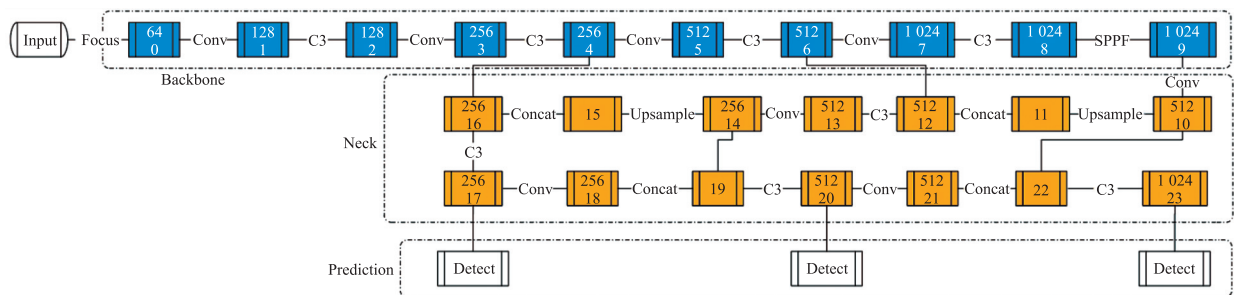 Input Focus 64 Conv 128 C3 128 Conv 256 C3 256 Conv 512 C3 512 Conv 1 024 C3 1 024 SPPF 1 024
0 1 2 3 4 5 6 7 8 9
Backbone
Conv
256 Concat 15 Upsample 256 Conv 512 C3 512 Concat 11 Upsample 512
16 14 13 12 10
Neck
C3
256 Conv 256 Concat 19 C3 512 Conv 512 Concat 22 C3 1 024
17 18 20 21 23
Prediction
Detect Detect Detect